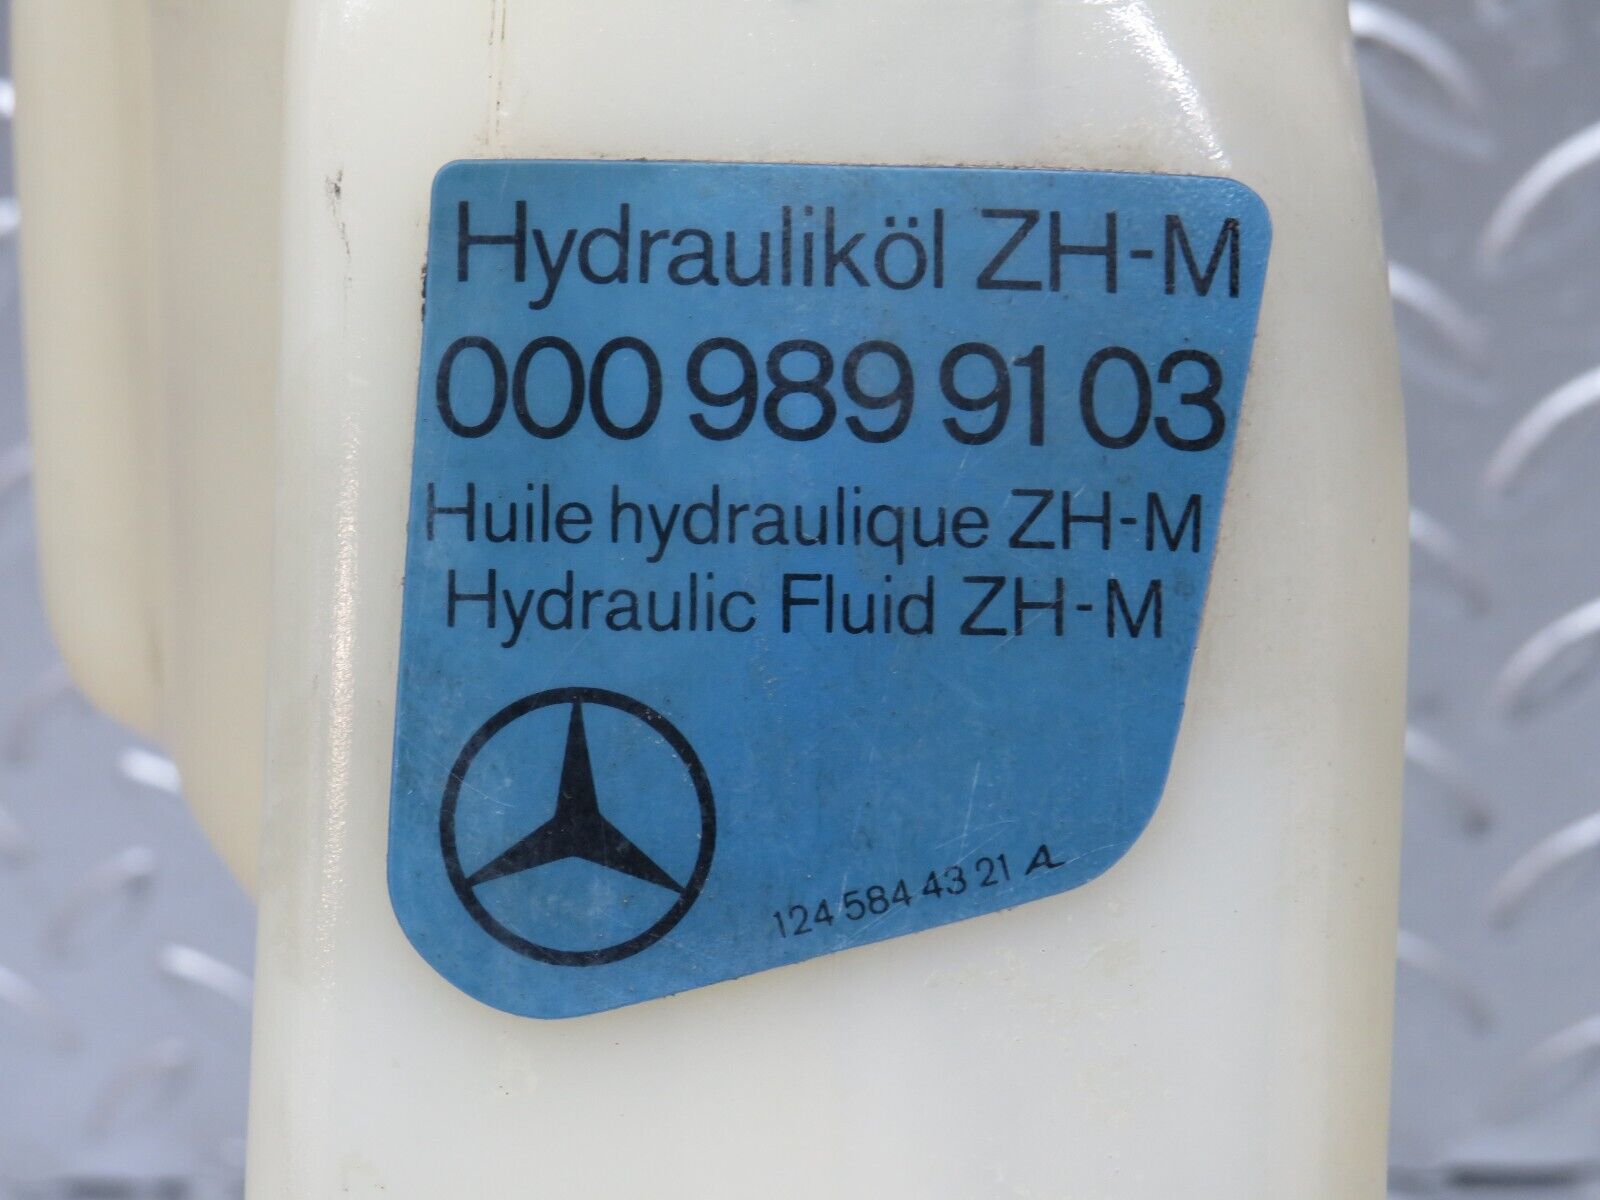 Hydrauliköl ZH-M
000 989 91 03
Huile hydraulique ZH-M
Hydraulic Fluid ZH-M
124 584 43 21 A